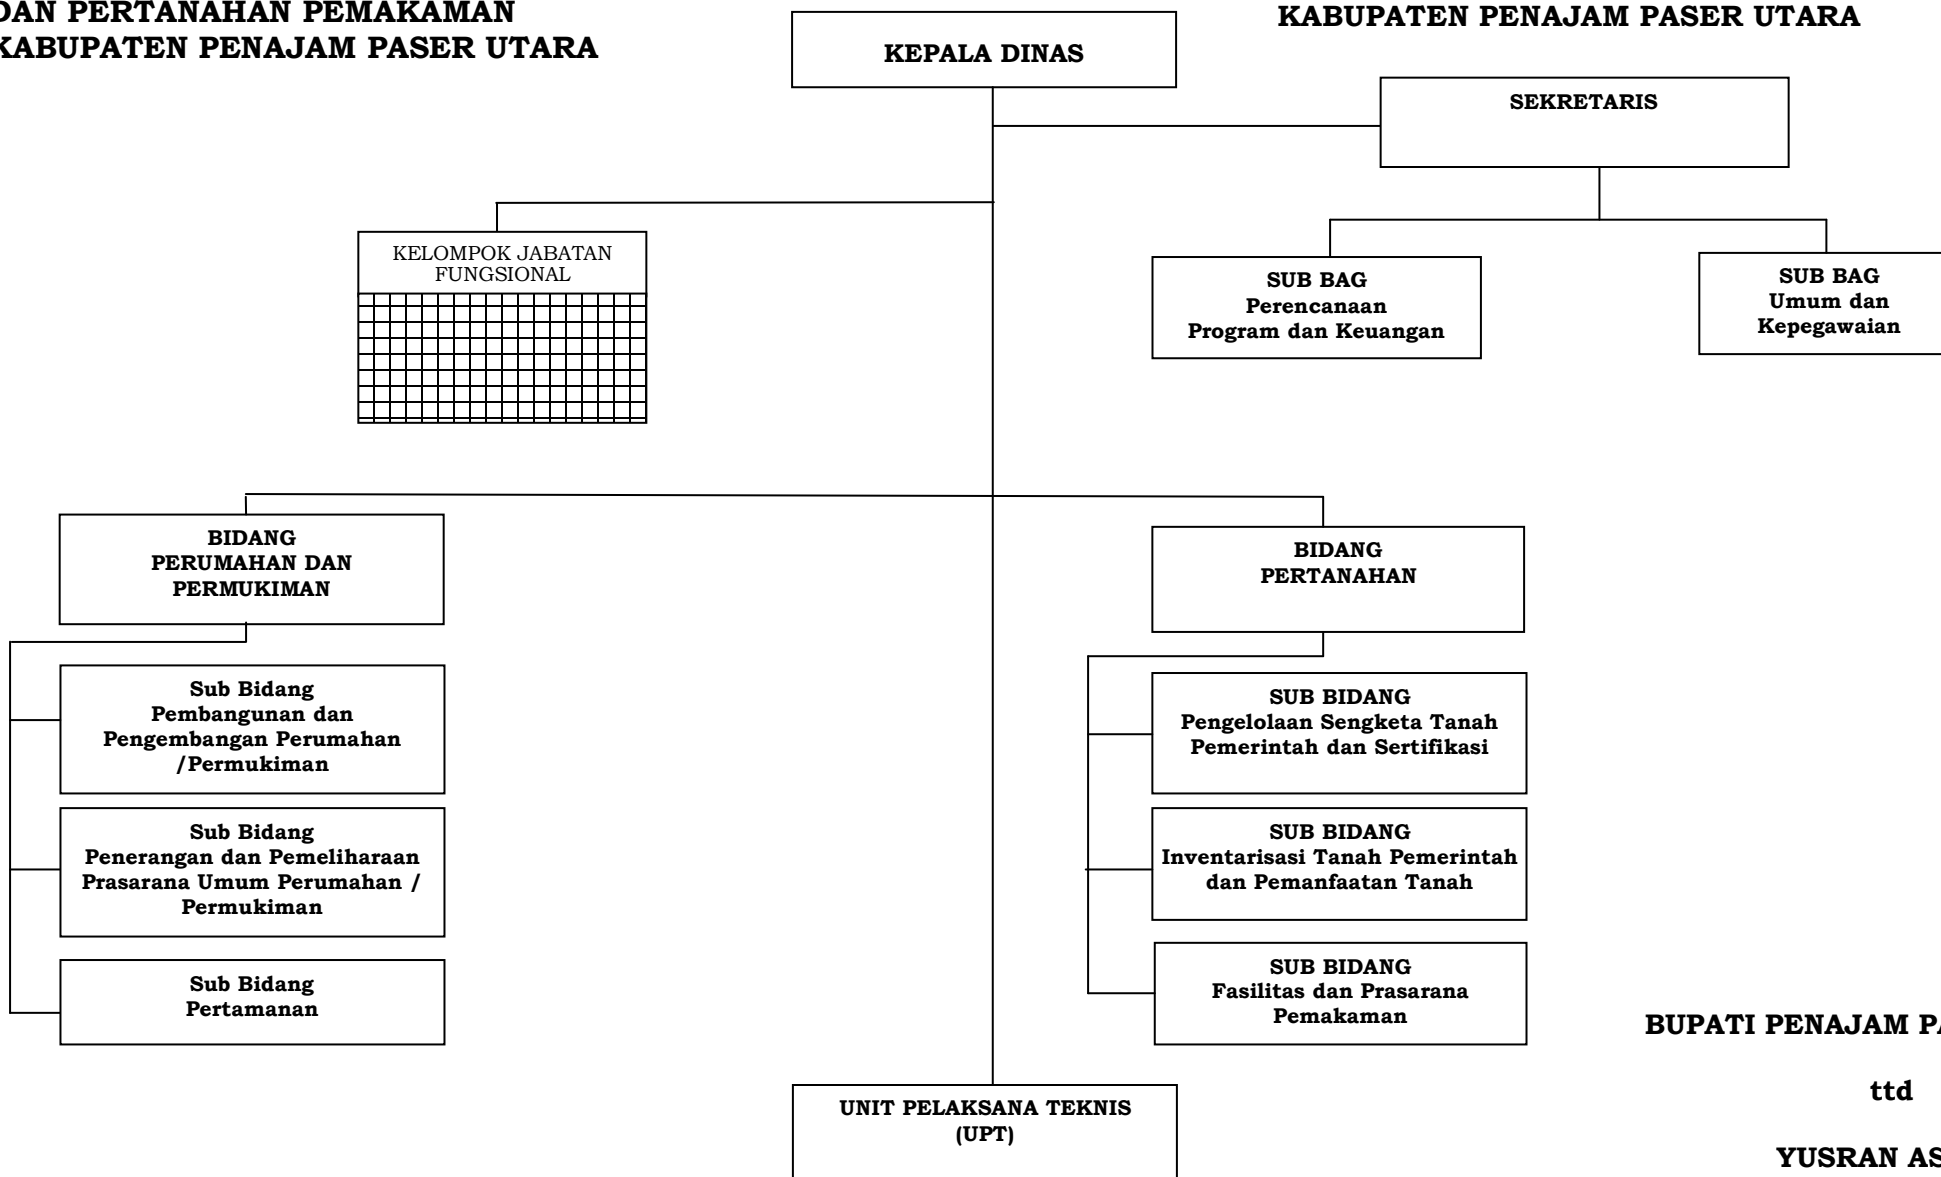 DAN PERTANAHAN PEMAKAMAN
KABUPATEN PENAJAM PASER UTARA
KABUPATEN PENAJAM PASER UTARA
KEPALA DINAS
SEKRETARIS
KELOMPOK JABATAN
FUNGSIONAL
SUB BAG
Perencanaan
Program dan Keuangan
SUB BAG
Umum dan
Kepegawaian
BIDANG
PERUMAHAN DAN
PERMUKIMAN
Sub Bidang
Pembangunan dan
Pengembangan Perumahan
/Permukiman
Sub Bidang
Penerangan dan Pemeliharaan
Prasarana Umum Perumahan /
Permukiman
Sub Bidang
Pertamanan
BIDANG
PERTANAHAN
SUB BIDANG
Pengelolaan Sengketa Tanah
Pemerintah dan Sertifikasi
SUB BIDANG
Inventarisasi Tanah Pemerintah
dan Pemanfaatan Tanah
SUB BIDANG
Fasilitas dan Prasarana
Pemakaman
UNIT PELAKSANA TEKNIS
(UPT)
BUPATI PENAJAM
ttd
YUSRAN